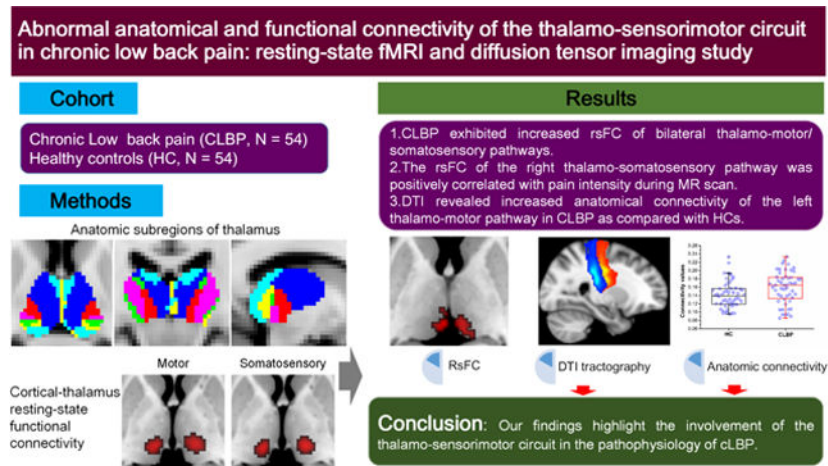 Abnormal anatomical and functional connectivity of the thalamo-sensorimotor circuit
in chronic low back pain: resting-state fMRI and diffusion tensor imaging study
Cohort
Chronic Low back pain (CLBP, N = 54)
Healthy controls (HC, N = 54)
Methods
Anatomic subregions of thalamus
Motor
Somatosensory
Cortical-thalamus
resting-state
functional
connectivity
Results
1.CLBP exhibited increased rsFC of bilateral thalamo-motor/
somatosensory pathways.
2.The rsFC of the right thalamo-somatosensory pathway was
positively correlated with pain intensity during MR scan.
3.DTI revealed increased anatomical connectivity of the left
thalamo-motor pathway in CLBP as compared with HCs.
Connectivity values
HC
CLBP
RsFC
DTI tractography
Anatomic connectivity
Conclusion: Our findings highlight the involvement of the
thalamo-sensorimotor circuit in the pathophysiology of cLBP.